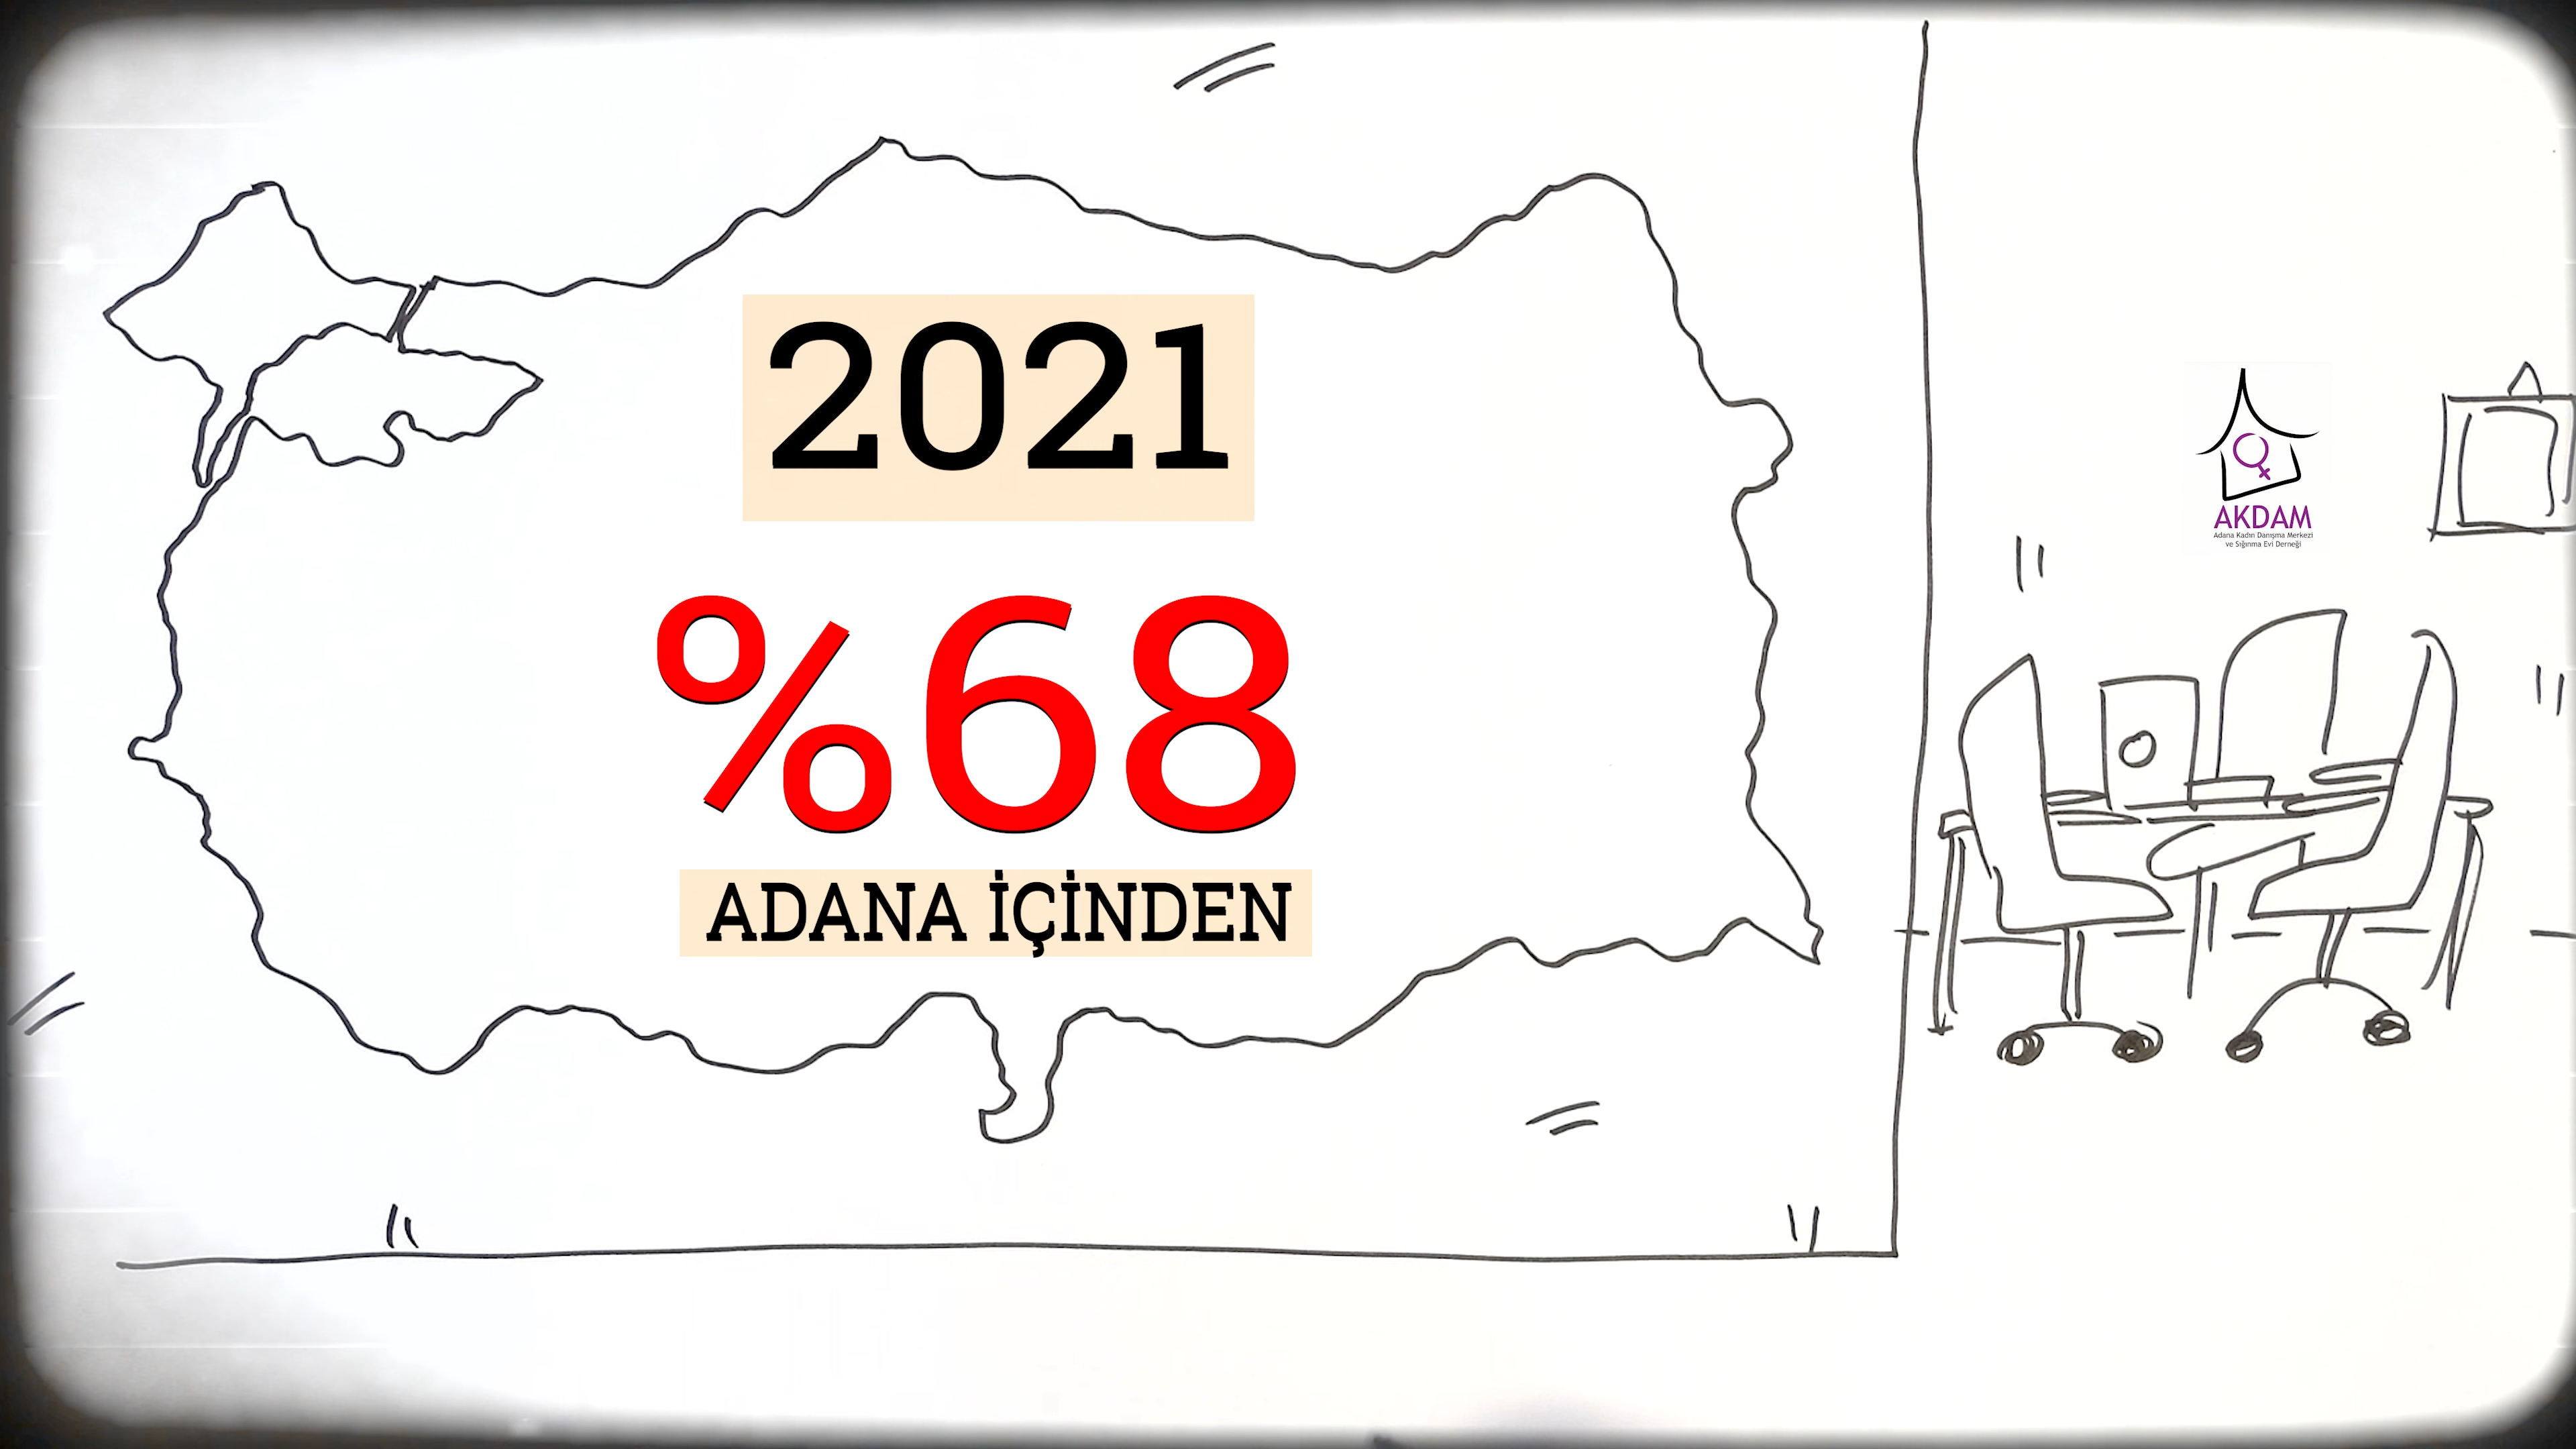 2021
%68
ADANA İÇİNDEN
AKDAM
Adana Kadın Danışma Merkezi
ve Sığınma Evi Derneği